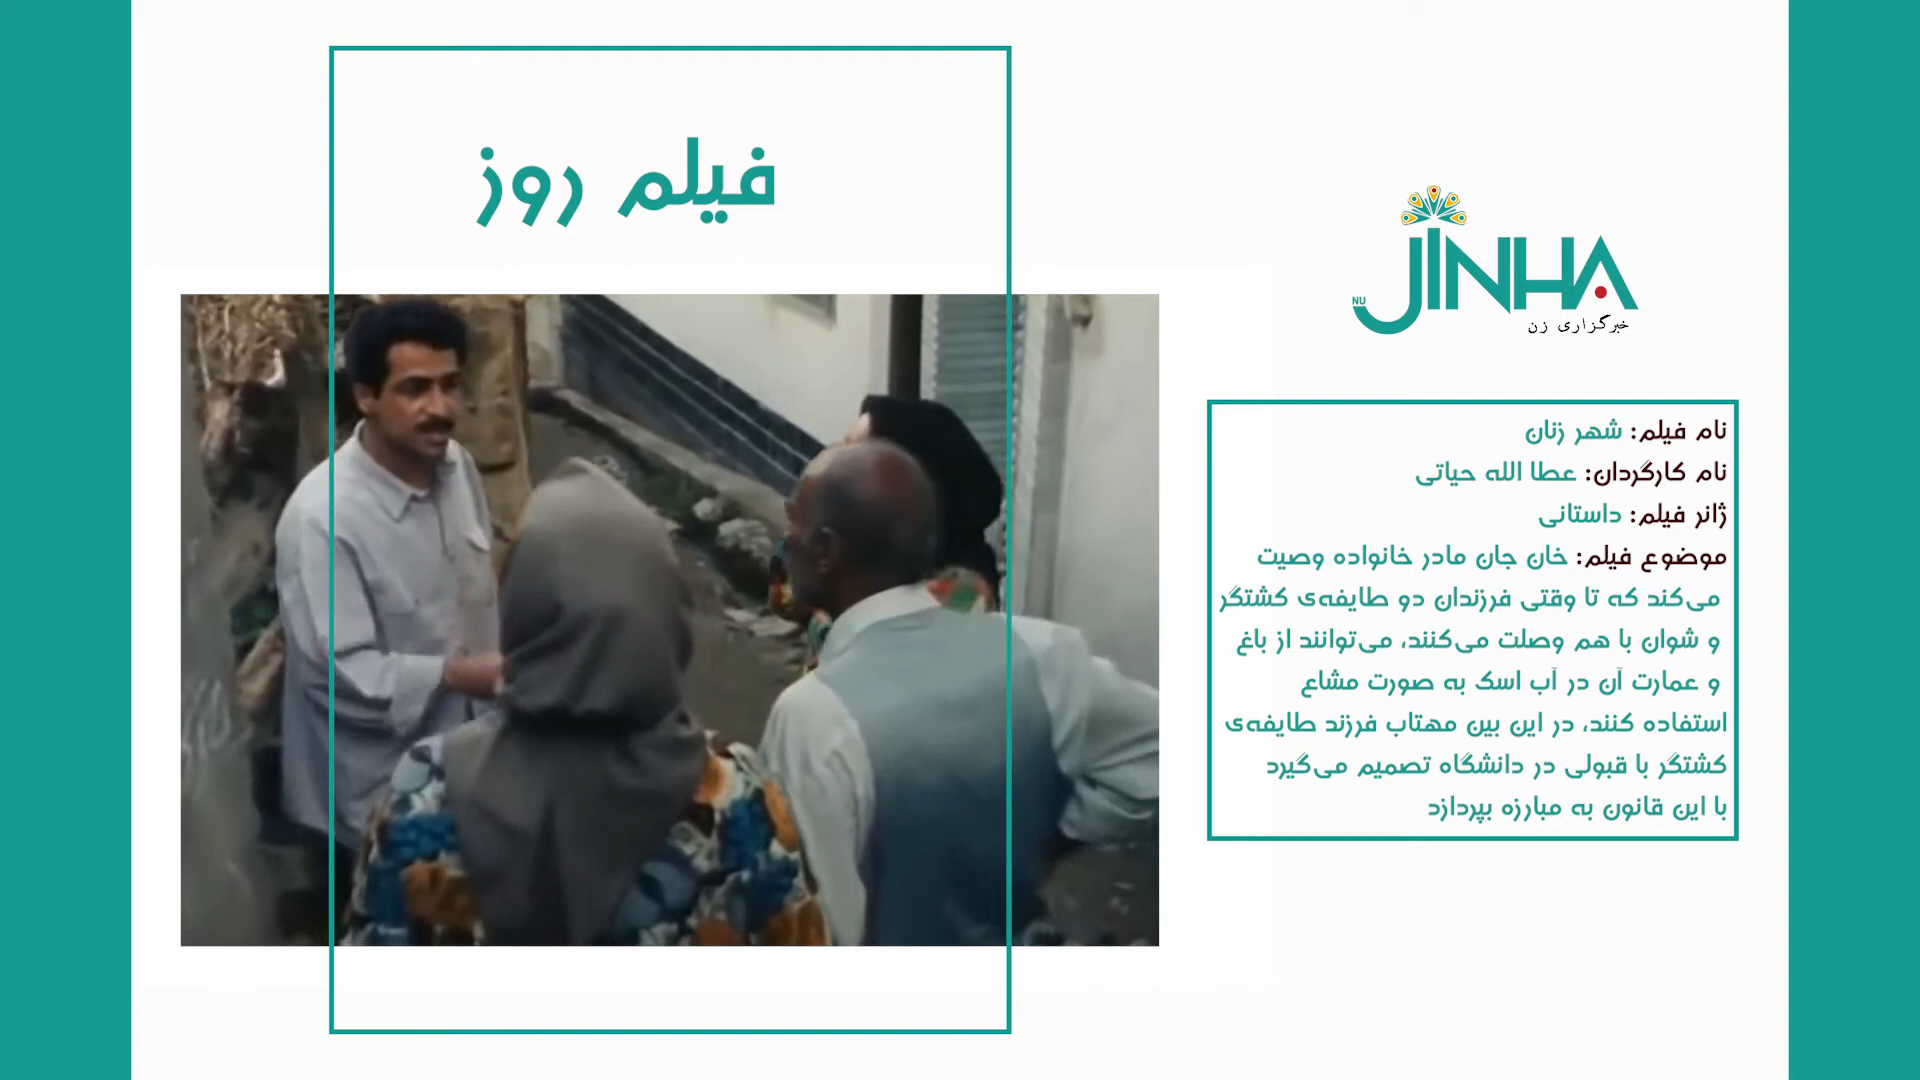 فیلم روز
NU JINHA
خبرگزاری زن
نام فیلم: شهر زنان
نام کارگردان: عطا الله حیاتی
ژانر فیلم: داستانی
موضوع فیلم: خان جان مادر خانواده وصیت
می‌کند که تا وقتی فرزندان دو طایفه‌ی کشتگر
و شوان با هم وصلت می‌کنند، می‌توانند از باغ
و عمارت آن در آب اسک به صورت مشاع
استفاده کنند، در این بین مهتاب فرزند طایفه‌ی
کشتگر با قبولی در دانشگاه تصمیم می‌گیرد
با این قانون به مبارزه بپردازد